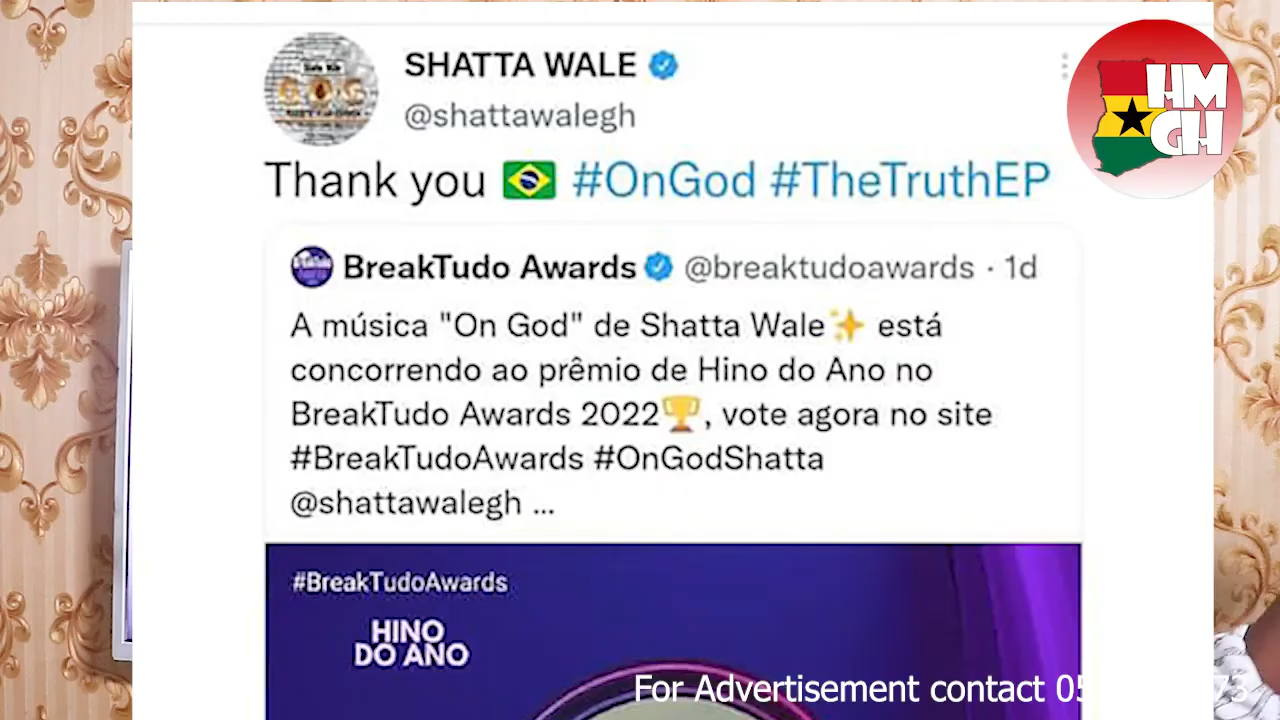 SHATTA WALE
@shattawalegh
Thank you 🇧🇷 #OnGod #TheTruthEP
HM
GH
BreakTudo Awards @breaktudoawards · 1d
A música "On God" de Shatta Wale✨ está
concorrendo ao prêmio de Hino do Ano no
BreakTudo Awards 2022🏆, vote agora no site
#BreakTudoAwards #OnGodShatta
@shattawalegh ...
#BreakTudoAwards
HINO
DO ANO
For Advertisement contact